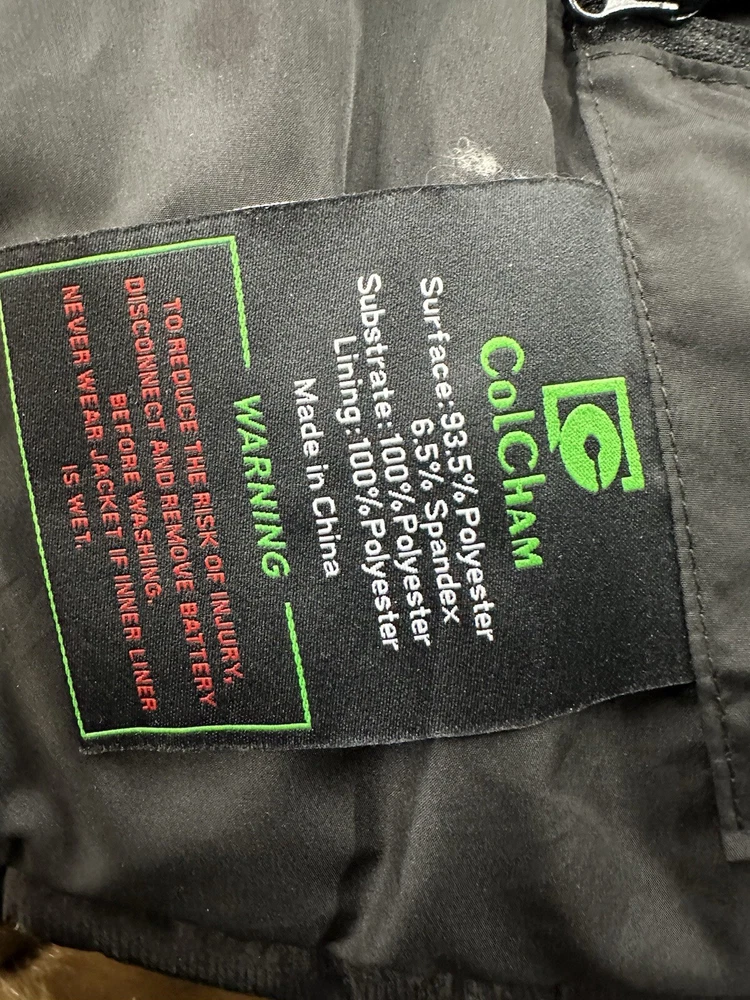 ColCham
Surface:93.5% Polyester
6.5% Spandex
Substrate:100%Polyester
Lining:100%Polyester
Made in China
WARNING
TO REDUCE THE RISK OF INJURY,
DISCONNECT AND REMOVE BATTERY
BEFORE WASHING.
NEVER WEAR JACKET IF INNER LINER
IS WET.